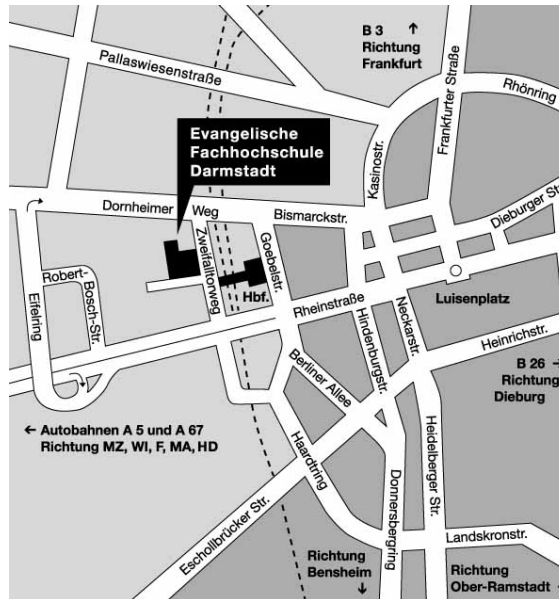 B 3 ↑
Richtung
Frankfurt
Pallaswiesenstraße
Frankfurter Straße
Rhönring
Evangelische
Fachhochschule
Darmstadt
Kasinostr.
Dornheimer Weg
Bismarckstr.
Dieburger Str.
Zweifalltorweg
Goebelstr.
Robert-
Bosch-Str.
Eifelring
Hbf.
Rheinstraße
Luisenplatz
Hindenburgstr.
Neckarstr.
Heinrichstr.
Berliner Allee
B 26 →
Richtung
Dieburg
← Autobahnen A 5 und A 67
Richtung MZ, WI, F, MA, HD
Haardtring
Heidelberger Str.
Eschollbrücker Str.
Donnersbergring
Landskronstr.
Richtung
Bensheim
↓
Richtung
Ober-Ramstadt